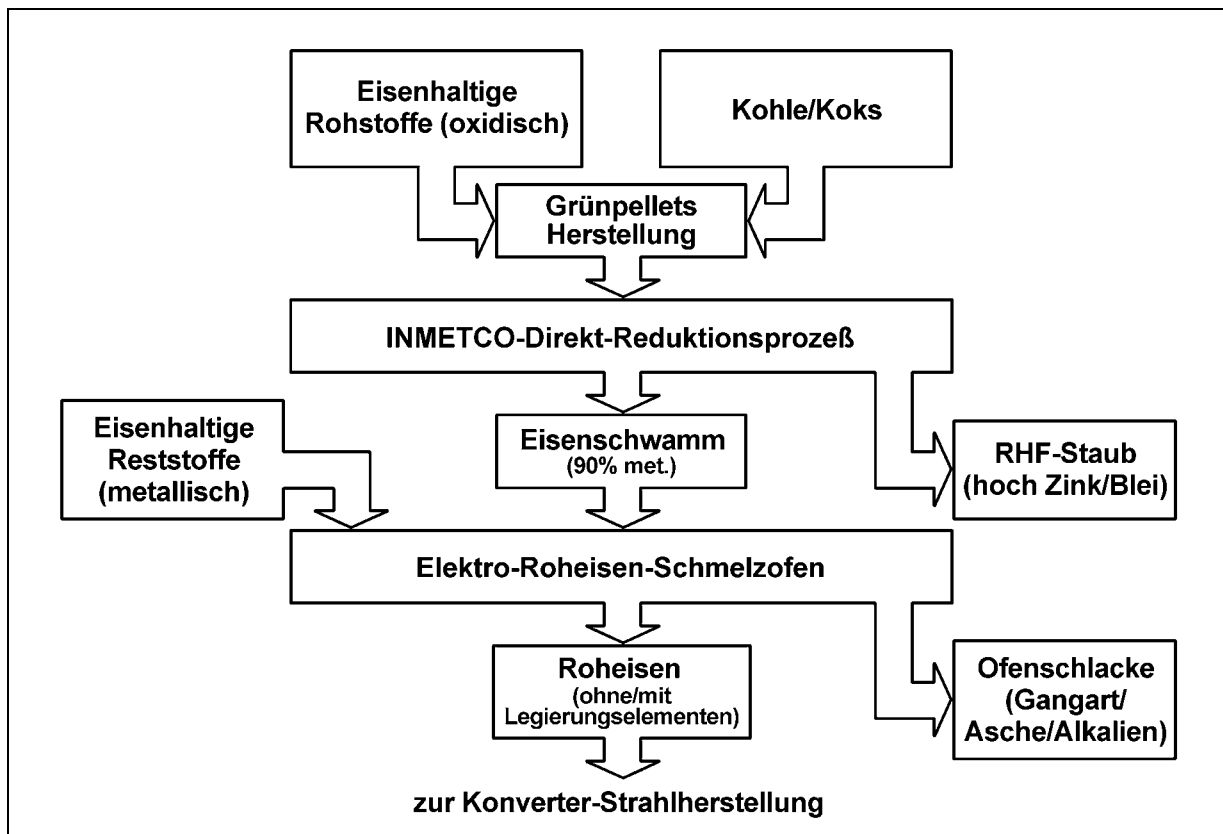 Eisenhaltige
Rohstoffe (oxidisch)
Kohle/Koks
Grünpellets
Herstellung
INMETCO-Direkt-Reduktionsprozeß
Eisenhaltige
Reststoffe
(metallisch)
Eisenschwamm
(90% met.)
RHF-Staub
(hoch Zink/Blei)
Elektro-Roheisen-Schmelzofen
Roheisen
(ohne/mit
Legierungselementen)
Ofenschlacke
(Gangart/
Asche/Alkalien)
zur Konverter-Strahlherstellung